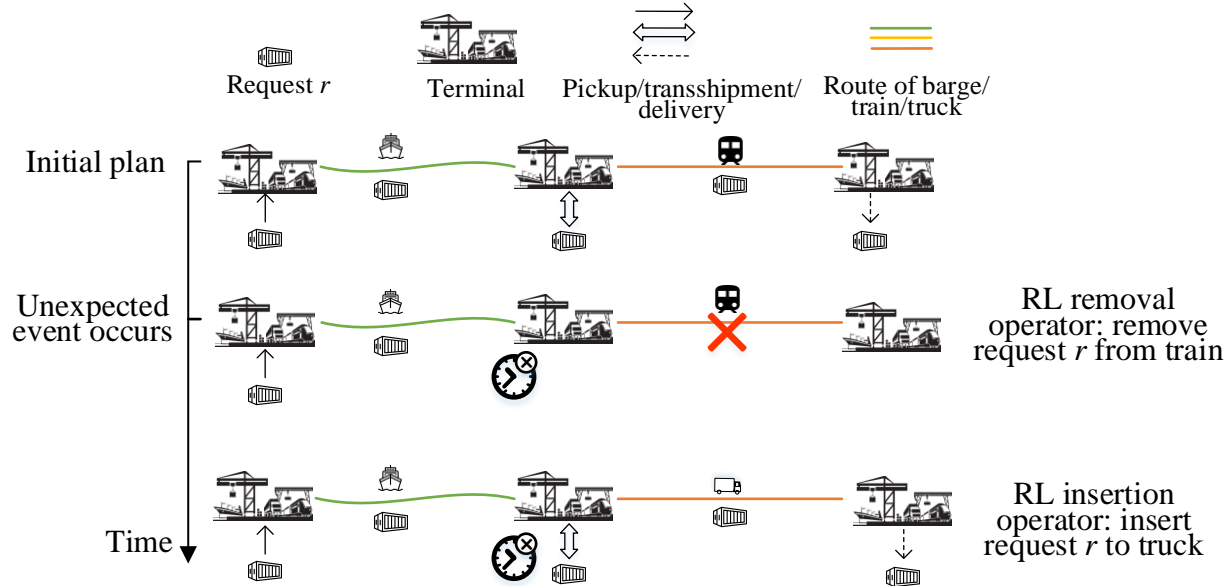 Request r
Terminal
Pickup/transshipment/
delivery
Route of barge/
train/truck
Initial plan
Unexpected
event occurs
RL removal
operator: remove
request r from train
RL insertion
operator: insert
request r to truck
Time